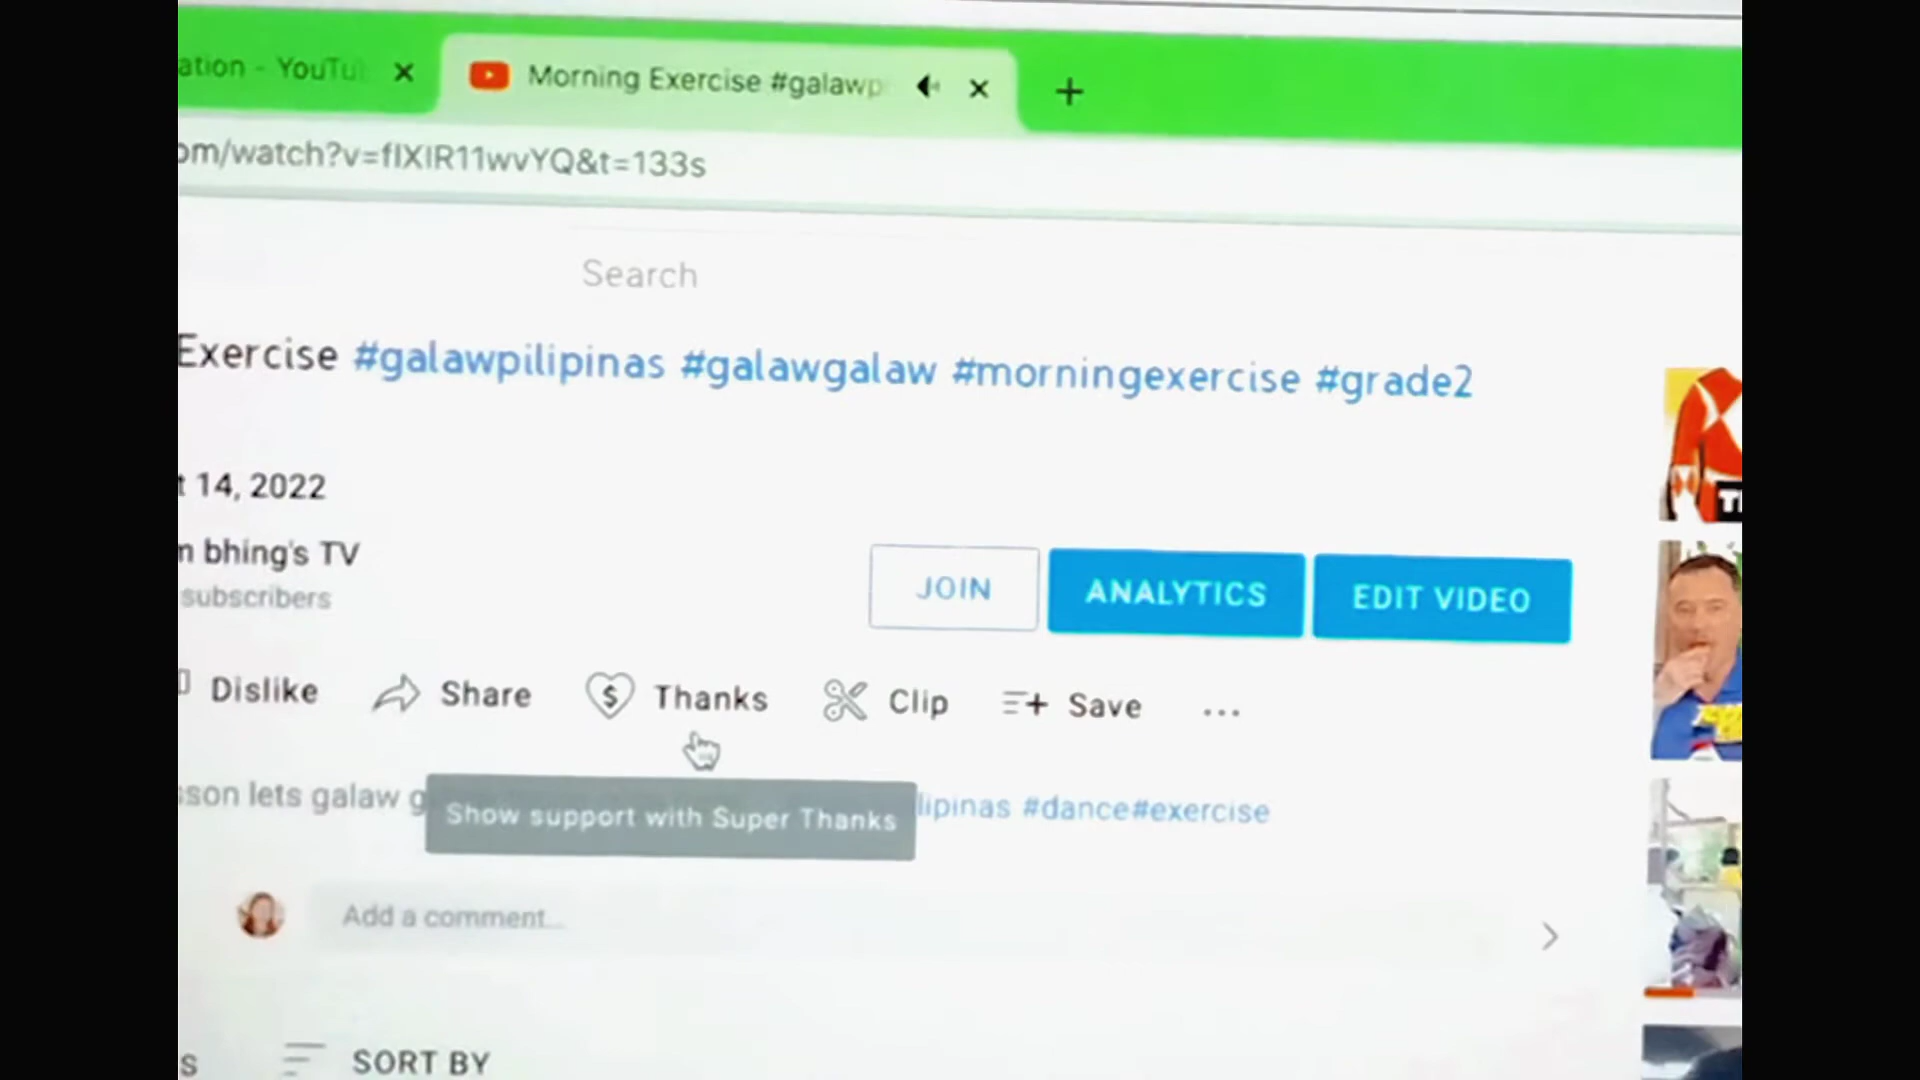 ation - YouTu
Morning Exercise #galawp
om/watch?v=fIXIR11wvYQ&t=133s
Search
Exercise #galawpilipinas #galawgalaw #morningexercise #grade2
t 14, 2022
m bhing's TV
subscribers
JOIN
ANALYTICS
EDIT VIDEO
Dislike
Share
Thanks
Clip
Save
...
sson lets galaw g
lipinas #dance#exercise
Show support with Super Thanks
Add a comment...
s
SORT BY